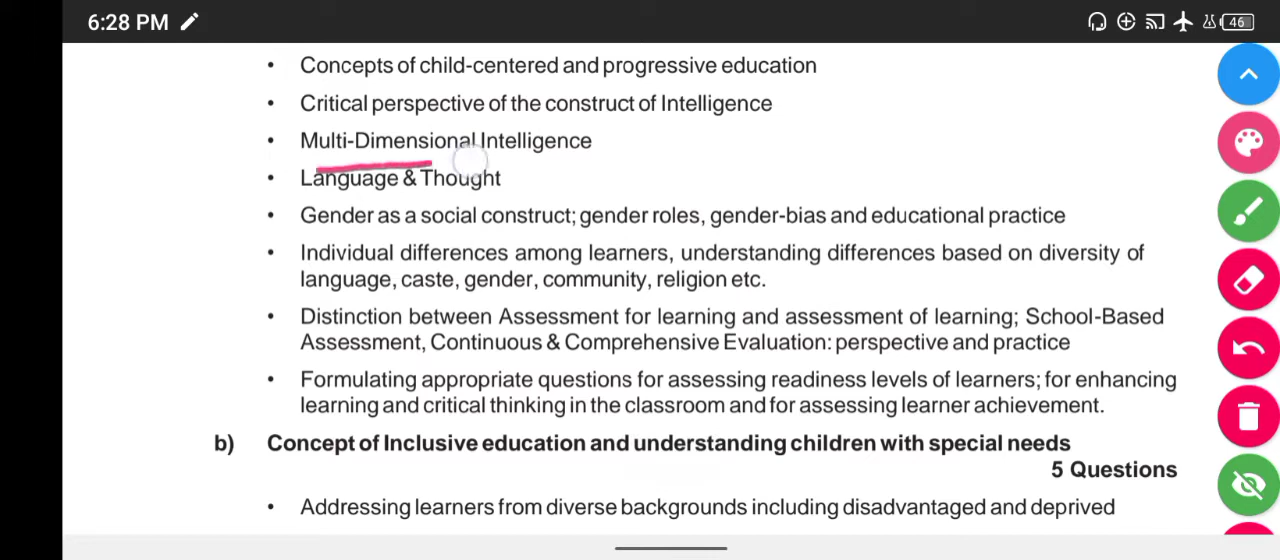 6:28 PM
46
• Concepts of child-centered and progressive education
• Critical perspective of the construct of Intelligence
• Multi-Dimensional Intelligence
• Language & Thought
• Gender as a social construct; gender roles, gender-bias and educational practice
• Individual differences among learners, understanding differences based on diversity of
language, caste, gender, community, religion etc.
• Distinction between Assessment for learning and assessment of learning; School-Based
Assessment, Continuous & Comprehensive Evaluation: perspective and practice
• Formulating appropriate questions for assessing readiness levels of learners; for enhancing
learning and critical thinking in the classroom and for assessing learner achievement.
b) Concept of Inclusive education and understanding children with special needs
5 Questions
• Addressing learners from diverse backgrounds including disadvantaged and deprived